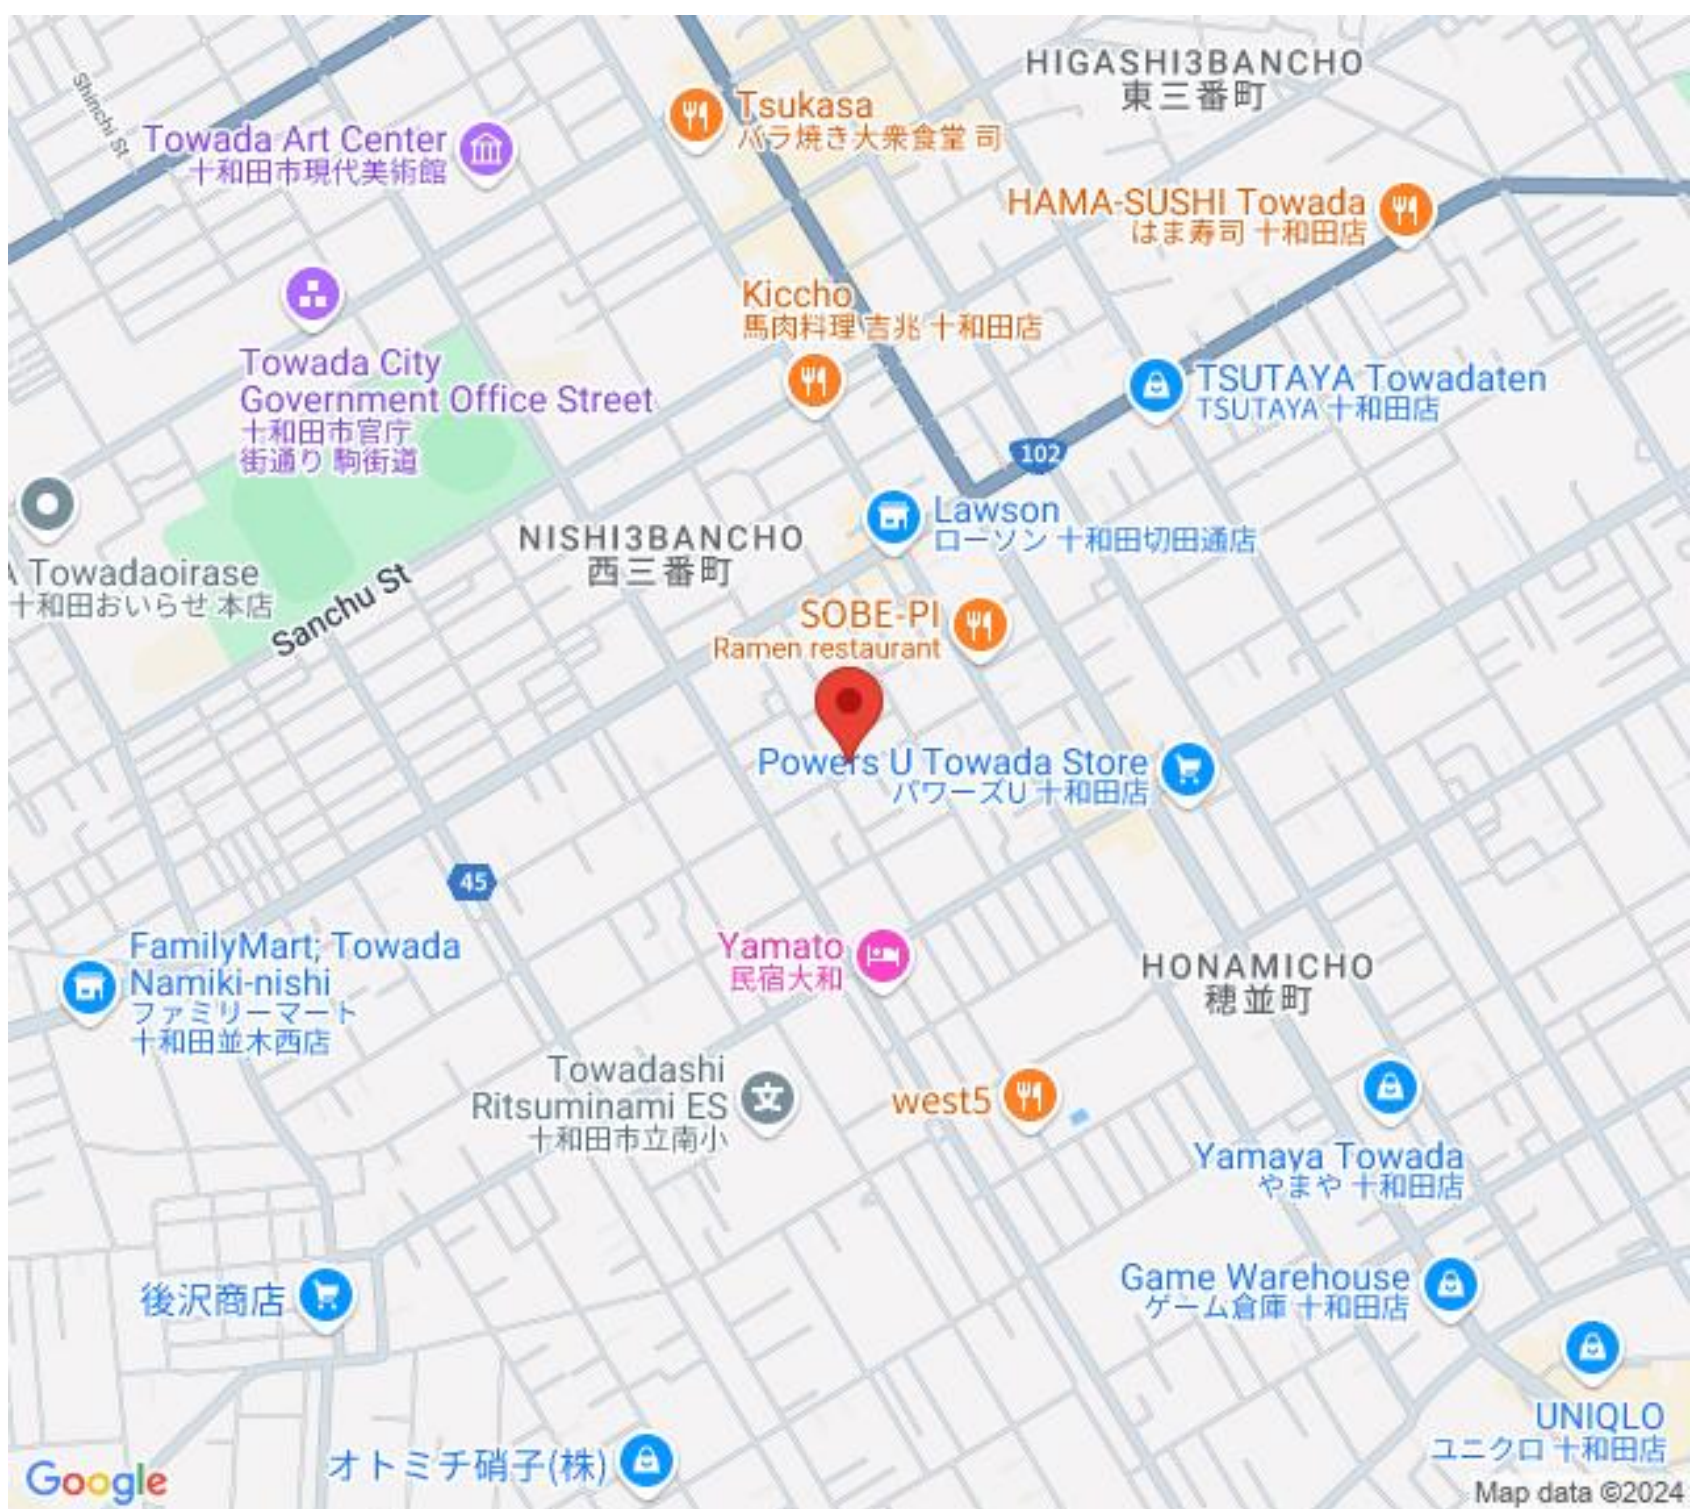 Shinchi St
HIGASHI3BANCHO
東三番町
Tsukasa
バラ焼き大衆食堂 司
Towada Art Center
十和田市現代美術館
HAMA-SUSHI Towada
はま寿司 十和田店
Kiccho
馬肉料理 吉兆 十和田店
Towada City
Government Office Street
十和田市官庁
街通り 駒街道
TSUTAYA Towadaten
TSUTAYA 十和田店
102
Lawson
ローソン 十和田切田通店
NISHI3BANCHO
西三番町
Towadaoirase
十和田おいらせ 本店
Sanchu St
SOBE-PI
Ramen restaurant
Powers U Towada Store
パワーズU 十和田店
45
FamilyMart; Towada
Namiki-nishi
ファミリーマート
十和田並木西店
Yamato
民宿大和
HONAMICHO
穂並町
Towadashi
Ritsuminami ES
十和田市立南小
文
west5
Yamaya Towada
やまや 十和田店
後沢商店
Game Warehouse
ゲーム倉庫 十和田店
UNIQLO
ユニクロ 十和田店
オトミチ硝子(株)
Google
Map data ©2024